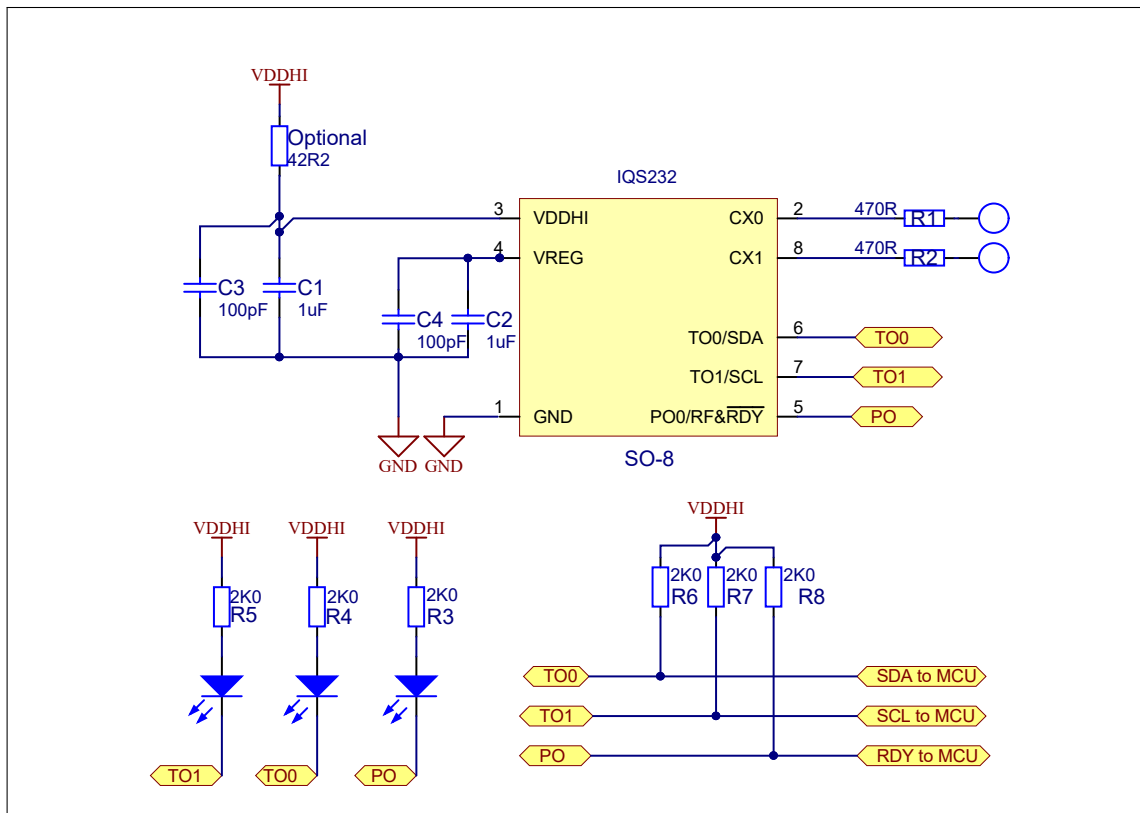 VDDHI
Optional
42R2
IQS232
3 VDDHI CX0 2 470R R1
4 VREG CX1 8 470R R2
C3 C1
100pF 1uF
C4 C2
100pF 1uF
TO0/SDA 6 TO0
TO1/SCL 7 TO1
1 GND PO0/RF&RDY 5 PO
GND GND
SO-8
VDDHI VDDHI VDDHI
2K0 2K0 2K0
R5 R4 R3
TO1 TO0 PO
VDDHI
2K0 2K0 2K0
R6 R7 R8
TO0 SDA to MCU
TO1 SCL to MCU
PO RDY to MCU